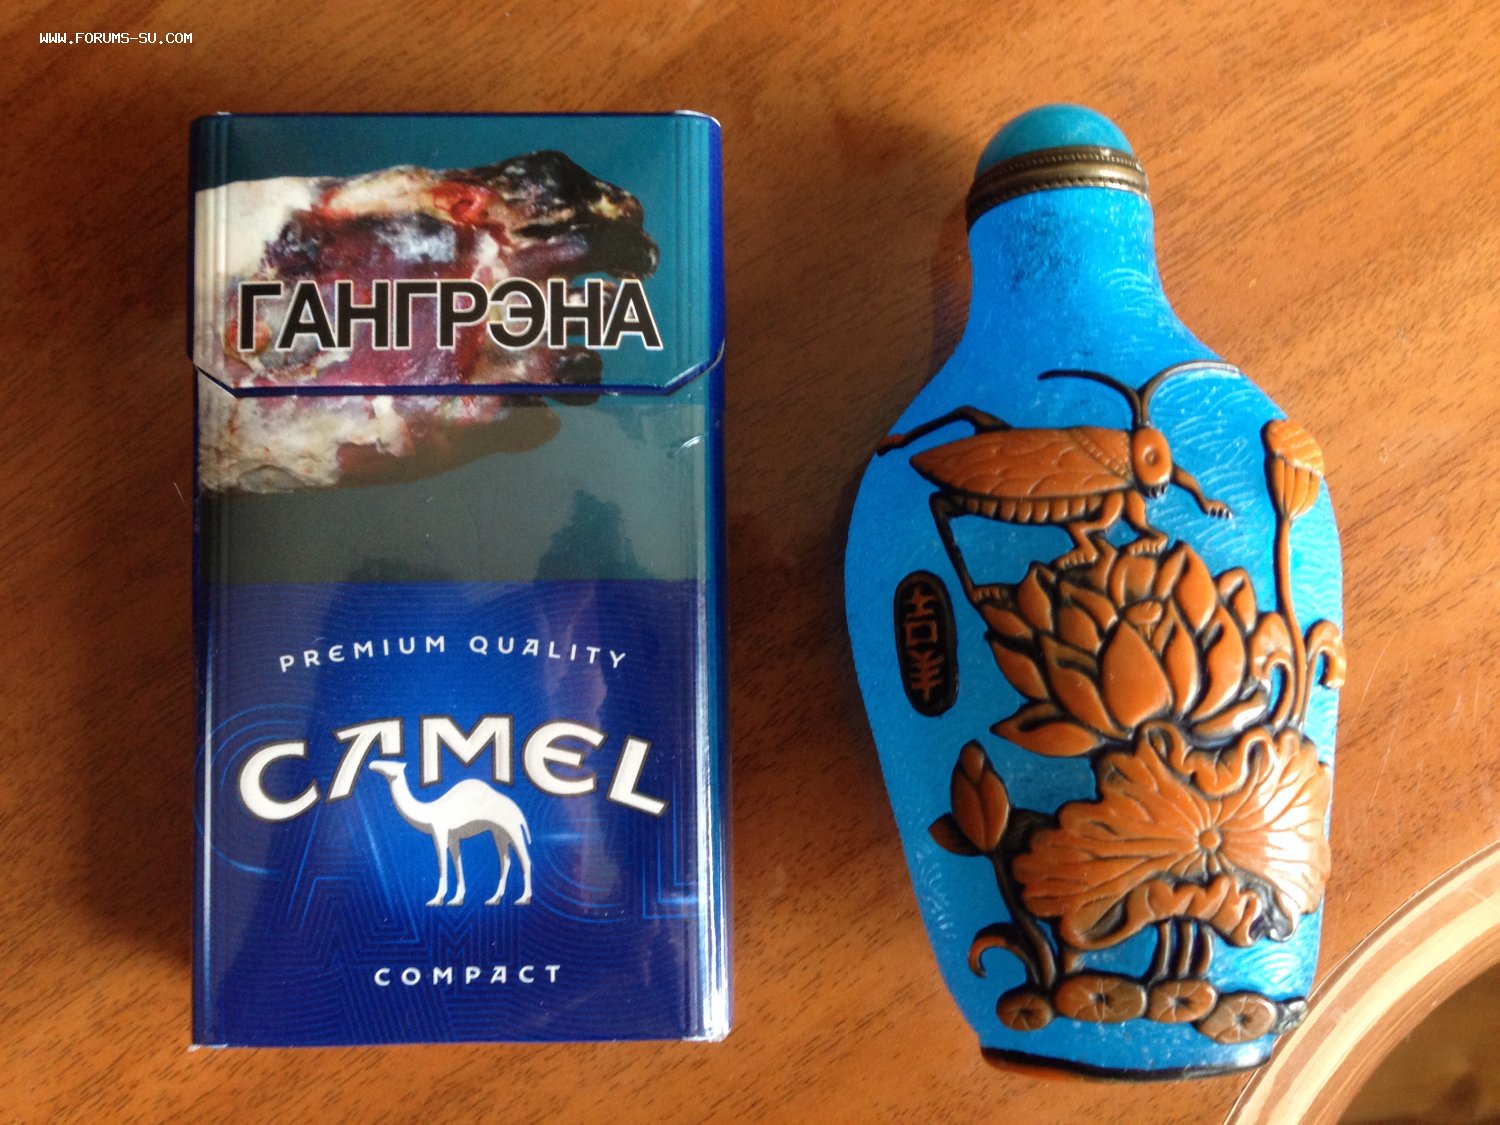 WWW.FORUMS-SU.COM
ГАНГРЭНА
PREMIUM QUALITY
CAMEL
COMPACT